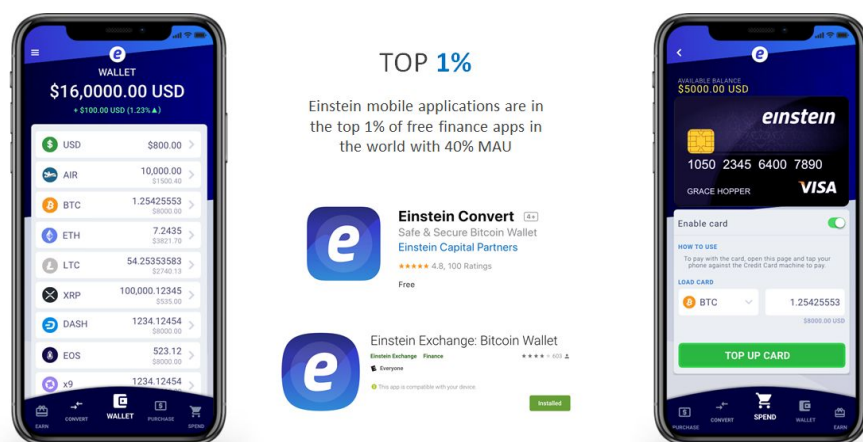 e
WALLET
$16,0000.00 USD
+ $100.00 USD (1.23%▲)
$ USD $800.00
AIR 10,000.00
$1500.40
BTC 1.25425553
$8000.00
ETH 7.2435
$3821.70
LTC 54.25353583
$2740.13
XRP 100,000.12345
$535.00
DASH 1234.12454
$8000.00
EOS 523.12
$8000.00
x9 1234.12454
EARN CONVERT WALLET PURCHASE SPEND
TOP 1%
Einstein mobile applications are in
the top 1% of free finance apps in
the world with 40% MAU
e
Einstein Convert 4+
Safe & Secure Bitcoin Wallet
Einstein Capital Partners
★★★★★ 4.8, 100 Ratings
Free
e
Einstein Exchange: Bitcoin Wallet
Einstein Exchange Finance
Everyone
This app is compatible with your device.
Installed
e
AVAILABLE BALANCE
$5000.00 USD
einstein
1050 2345 6400 7890
GRACE HOPPER VISA
Enable card
HOW TO USE
To pay with the card, open this page and tap your
phone against the Credit Card machine to pay.
LOAD CARD
BTC 1.25425553
$8000.00 USD
TOP UP CARD
PURCHASE CONVERT SPEND WALLET EARN